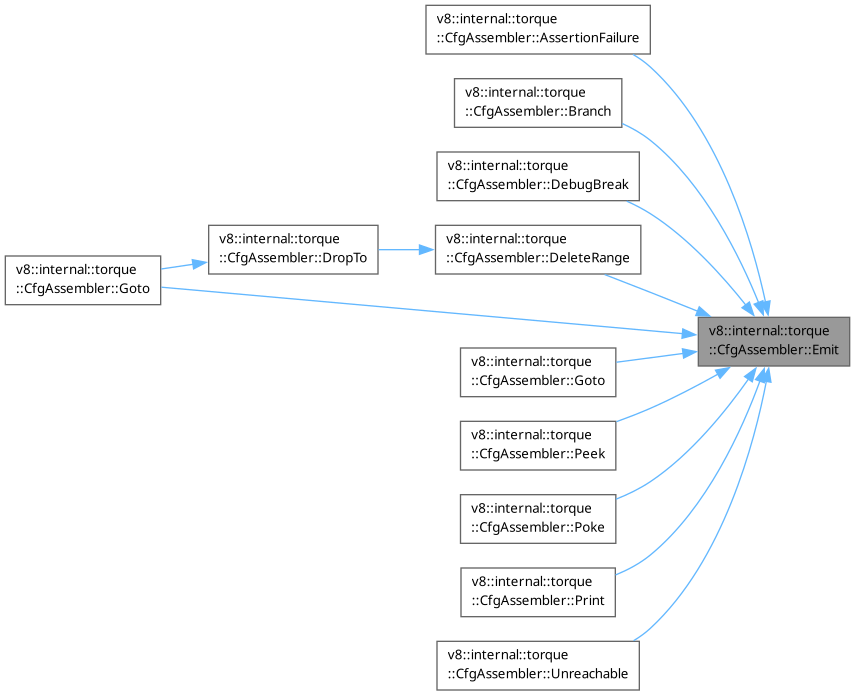 v8::internal::torque
::CfgAssembler::AssertionFailure
v8::internal::torque
::CfgAssembler::Branch
v8::internal::torque
::CfgAssembler::DebugBreak
v8::internal::torque
::CfgAssembler::DropTo
v8::internal::torque
::CfgAssembler::DeleteRange
v8::internal::torque
::CfgAssembler::Goto
v8::internal::torque
::CfgAssembler::Emit
v8::internal::torque
::CfgAssembler::Goto
v8::internal::torque
::CfgAssembler::Peek
v8::internal::torque
::CfgAssembler::Poke
v8::internal::torque
::CfgAssembler::Print
v8::internal::torque
::CfgAssembler::Unreachable